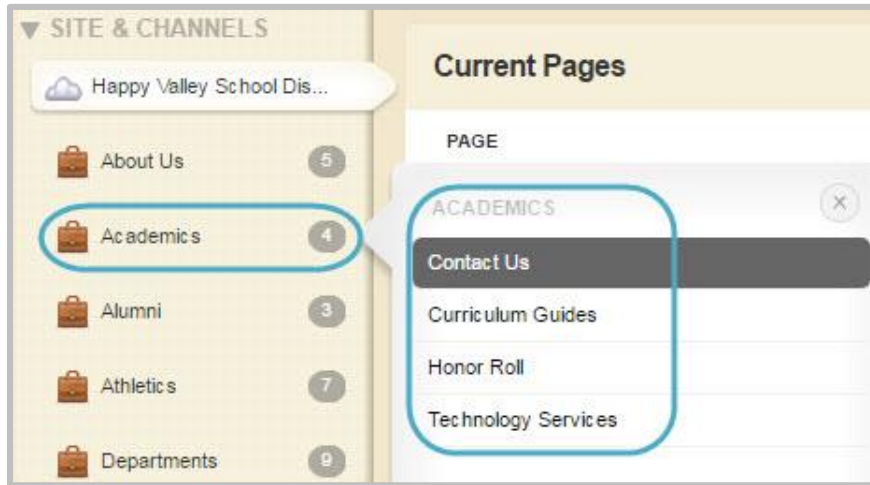 SITE & CHANNELS
Happy Valley School Dis...
About Us 5
Academics 4
Alumni 3
Athletics 7
Departments 9
Current Pages
PAGE
ACADEMICS
Contact Us
Curriculum Guides
Honor Roll
Technology Services